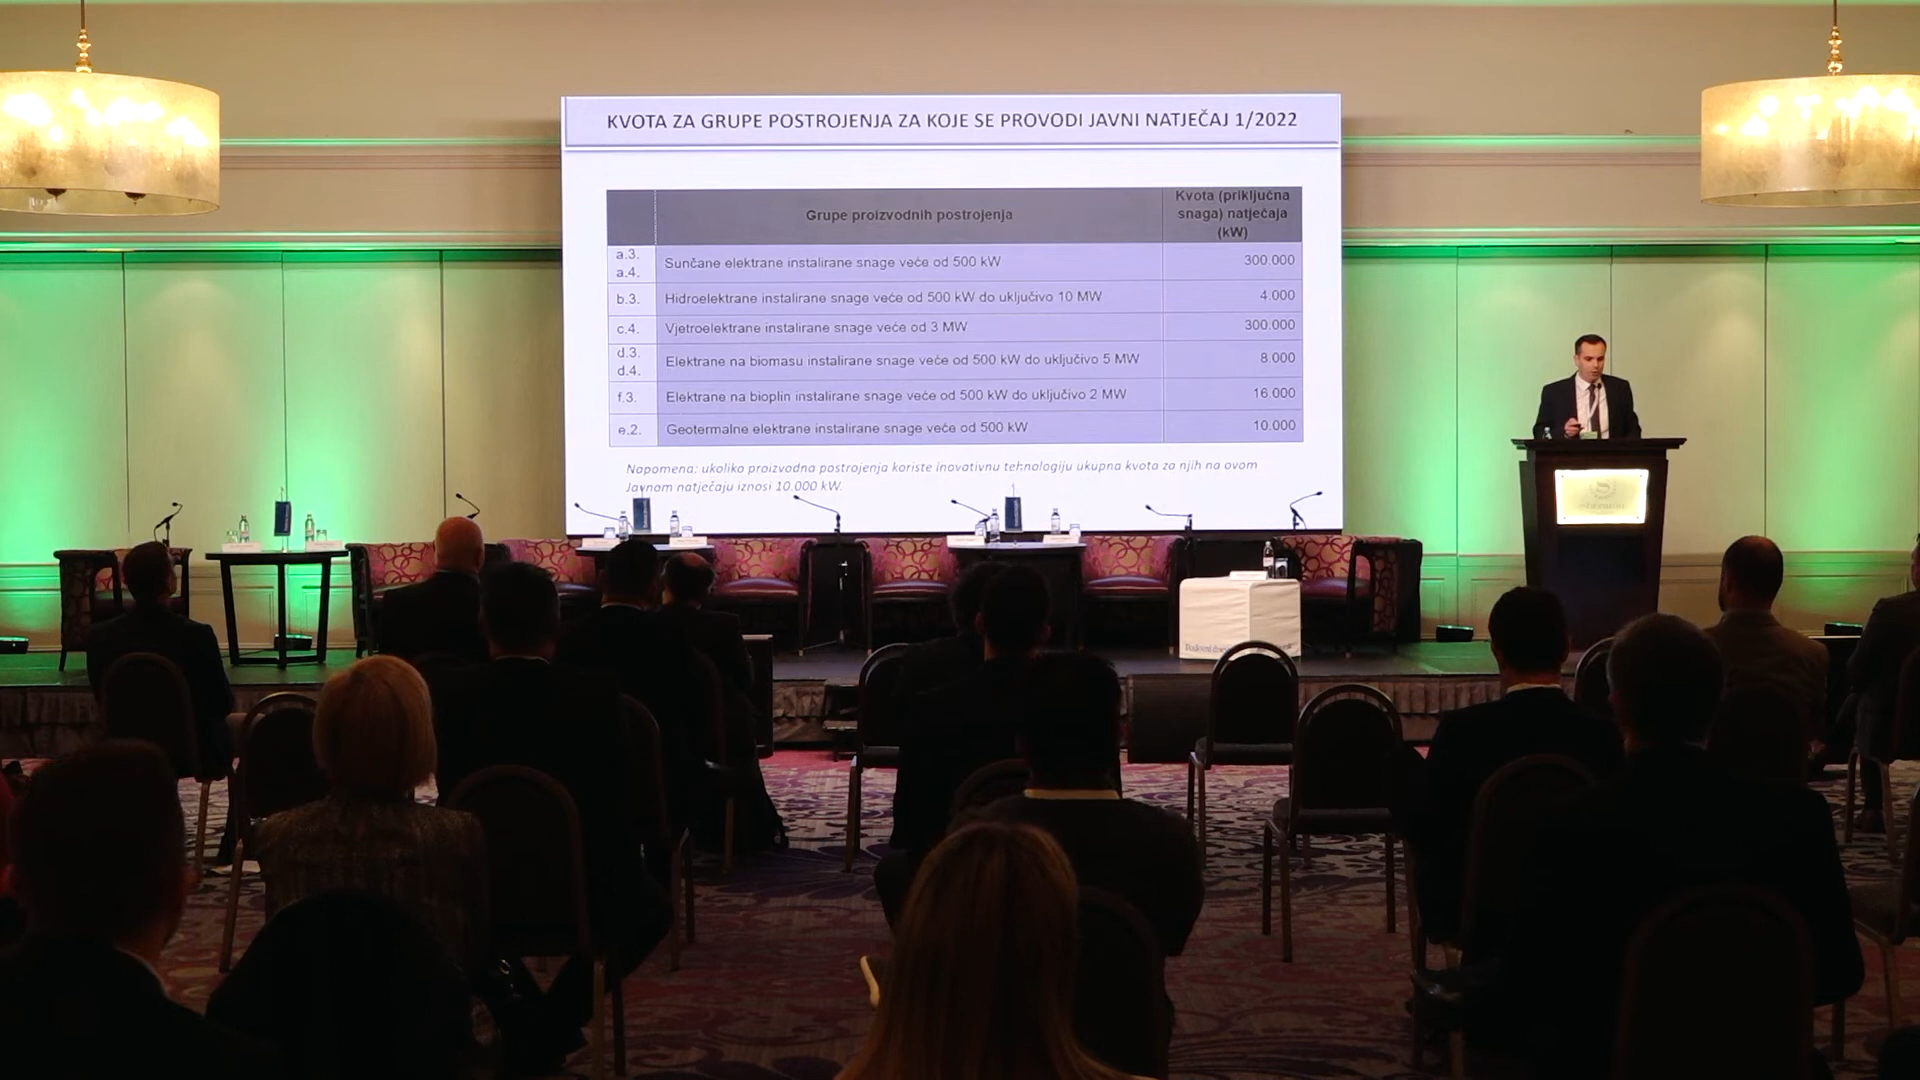 KVOTA ZA GRUPE POSTROJENJA ZA KOJE SE PROVODI JAVNI NATJEČAJ 1/2022
Grupe proizvodnih postrojenja
Kvota (priključna
snaga) natječaja
(kW)
a.3.
a.4.
Sunčane elektrane instalirane snage veće od 500 kW
300.000
b.3.
Hidroelektrane instalirane snage veće od 500 kW do uključivo 10 MW
4.000
c.4.
Vjetroelektrane instalirane snage veće od 3 MW
300.000
d.3.
d.4.
Elektrane na biomasu instalirane snage veće od 500 kW do uključivo 5 MW
8.000
f.3.
Elektrane na bioplin instalirane snage veće od 500 kW do uključivo 2 MW
16.000
e.2.
Geotermalne elektrane instalirane snage veće od 500 kW
10.000
Napomena: ukoliko proizvodna postrojenja koriste inovativnu tehnologiju ukupna kvota za njih na ovom
Javnom natječaju iznosi 10.000 kW.